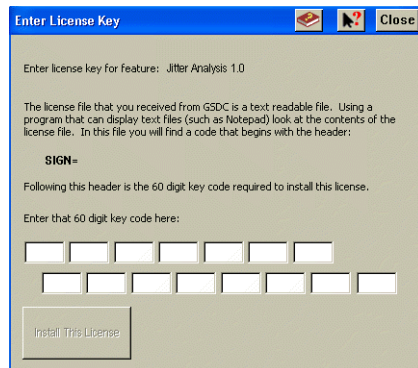 Enter License Key
? Close
Enter license key for feature: Jitter Analysis 1.0
The license file that you received from GSDC is a text readable file. Using a
program that can display text files (such as Notepad) look at the contents of the
license file. In this file you will find a code that begins with the header:
SIGN=
Following this header is the 60 digit key code required to install this license.
Enter that 60 digit key code here:
Install This License